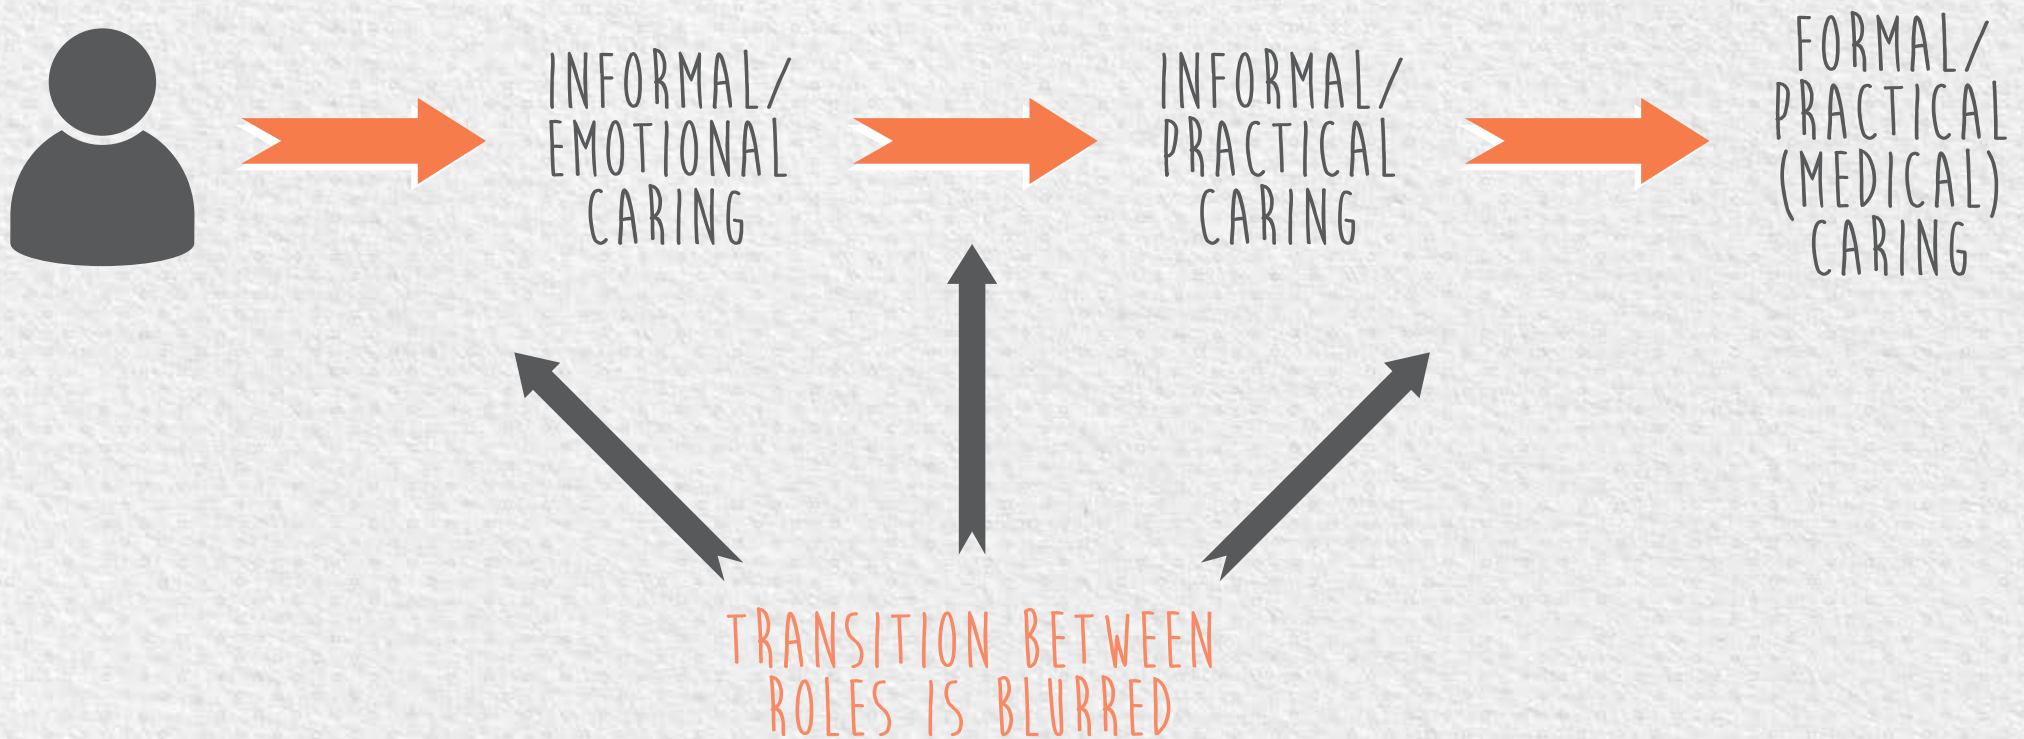 INFORMAL/
EMOTIONAL
CARING
INFORMAL/
PRACTICAL
CARING
FORMAL/
PRACTICAL
(MEDICAL)
CARING
TRANSITION BETWEEN
ROLES IS BLURRED